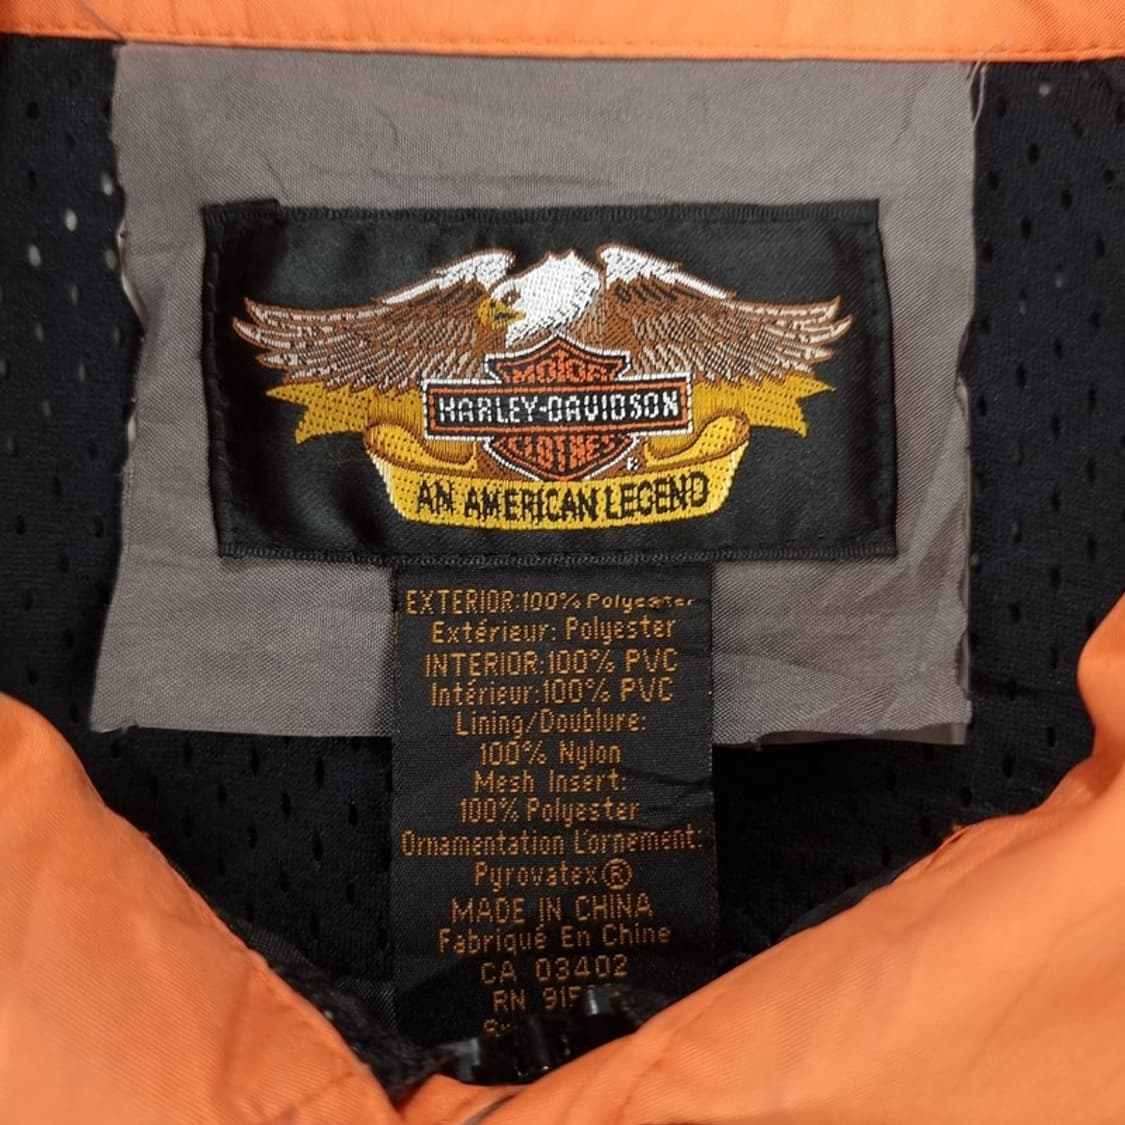 MOTOR
HARLEY-DAVIDSON
CLOTHES
®
AN AMERICAN LEGEND
EXTERIOR:100% Polyester
Extérieur: Polyester
INTERIOR:100% PVC
Intérieur:100% PVC
Lining/Doublure:
100% Nylon
Mesh Insert:
100% Polyester
Ornamentation L'ornement:
Pyrovatex®
MADE IN CHINA
Fabriqué En Chine
CA 03402
RN